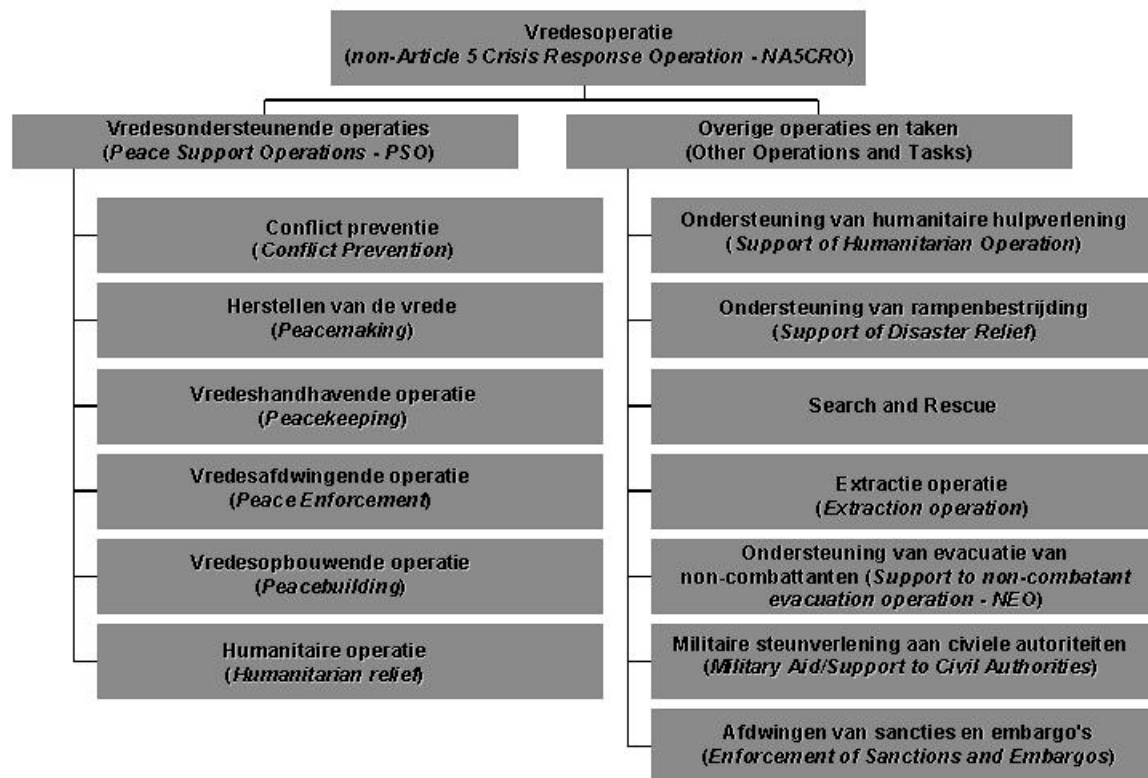 Vredesoperatie
(non-Article 5 Crisis Response Operation - NA5CRO)
Vredesondersteunende operaties
(Peace Support Operations - PSO)
Conflict preventie
(Conflict Prevention)
Herstellen van de vrede
(Peacemaking)
Vredeshandhavende operatie
(Peacekeeping)
Vredesafdwingende operatie
(Peace Enforcement)
Vredesopbouwende operatie
(Peacebuilding)
Humanitaire operatie
(Humanitarian relief)
Overige operaties en taken
(Other Operations and Tasks)
Ondersteuning van humanitaire hulpverlening
(Support of Humanitarian Operation)
Ondersteuning van rampenbestrijding
(Support of Disaster Relief)
Search and Rescue
Extractie operatie
(Extraction operation)
Ondersteuning van evacuatie van
non-combattanten (Support to non-combatant
evacuation operation - NEO)
Militaire steunverlening aan civiele autoriteiten
(Military Aid/Support to Civil Authorities)
Afdwingen van sancties en embargo's
(Enforcement of Sanctions and Embargos)